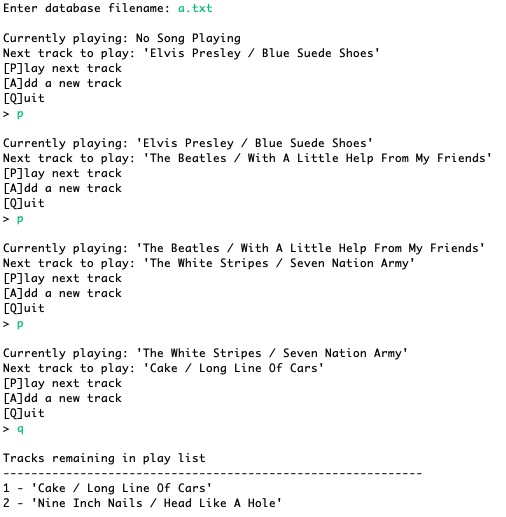 Enter database filename: a.txt
Currently playing: No Song Playing
Next track to play: 'Elvis Presley / Blue Suede Shoes'
[P]lay next track
[A]dd a new track
[Q]uit
> p
Currently playing: 'Elvis Presley / Blue Suede Shoes'
Next track to play: 'The Beatles / With A Little Help From My Friends'
[P]lay next track
[A]dd a new track
[Q]uit
> p
Currently playing: 'The Beatles / With A Little Help From My Friends'
Next track to play: 'The White Stripes / Seven Nation Army'
[P]lay next track
[A]dd a new track
[Q]uit
> p
Currently playing: 'The White Stripes / Seven Nation Army'
Next track to play: 'Cake / Long Line Of Cars'
[P]lay next track
[A]dd a new track
[Q]uit
> q
Tracks remaining in play list
------------------------------------------------------------
1 - 'Cake / Long Line Of Cars'
2 - 'Nine Inch Nails / Head Like A Hole'